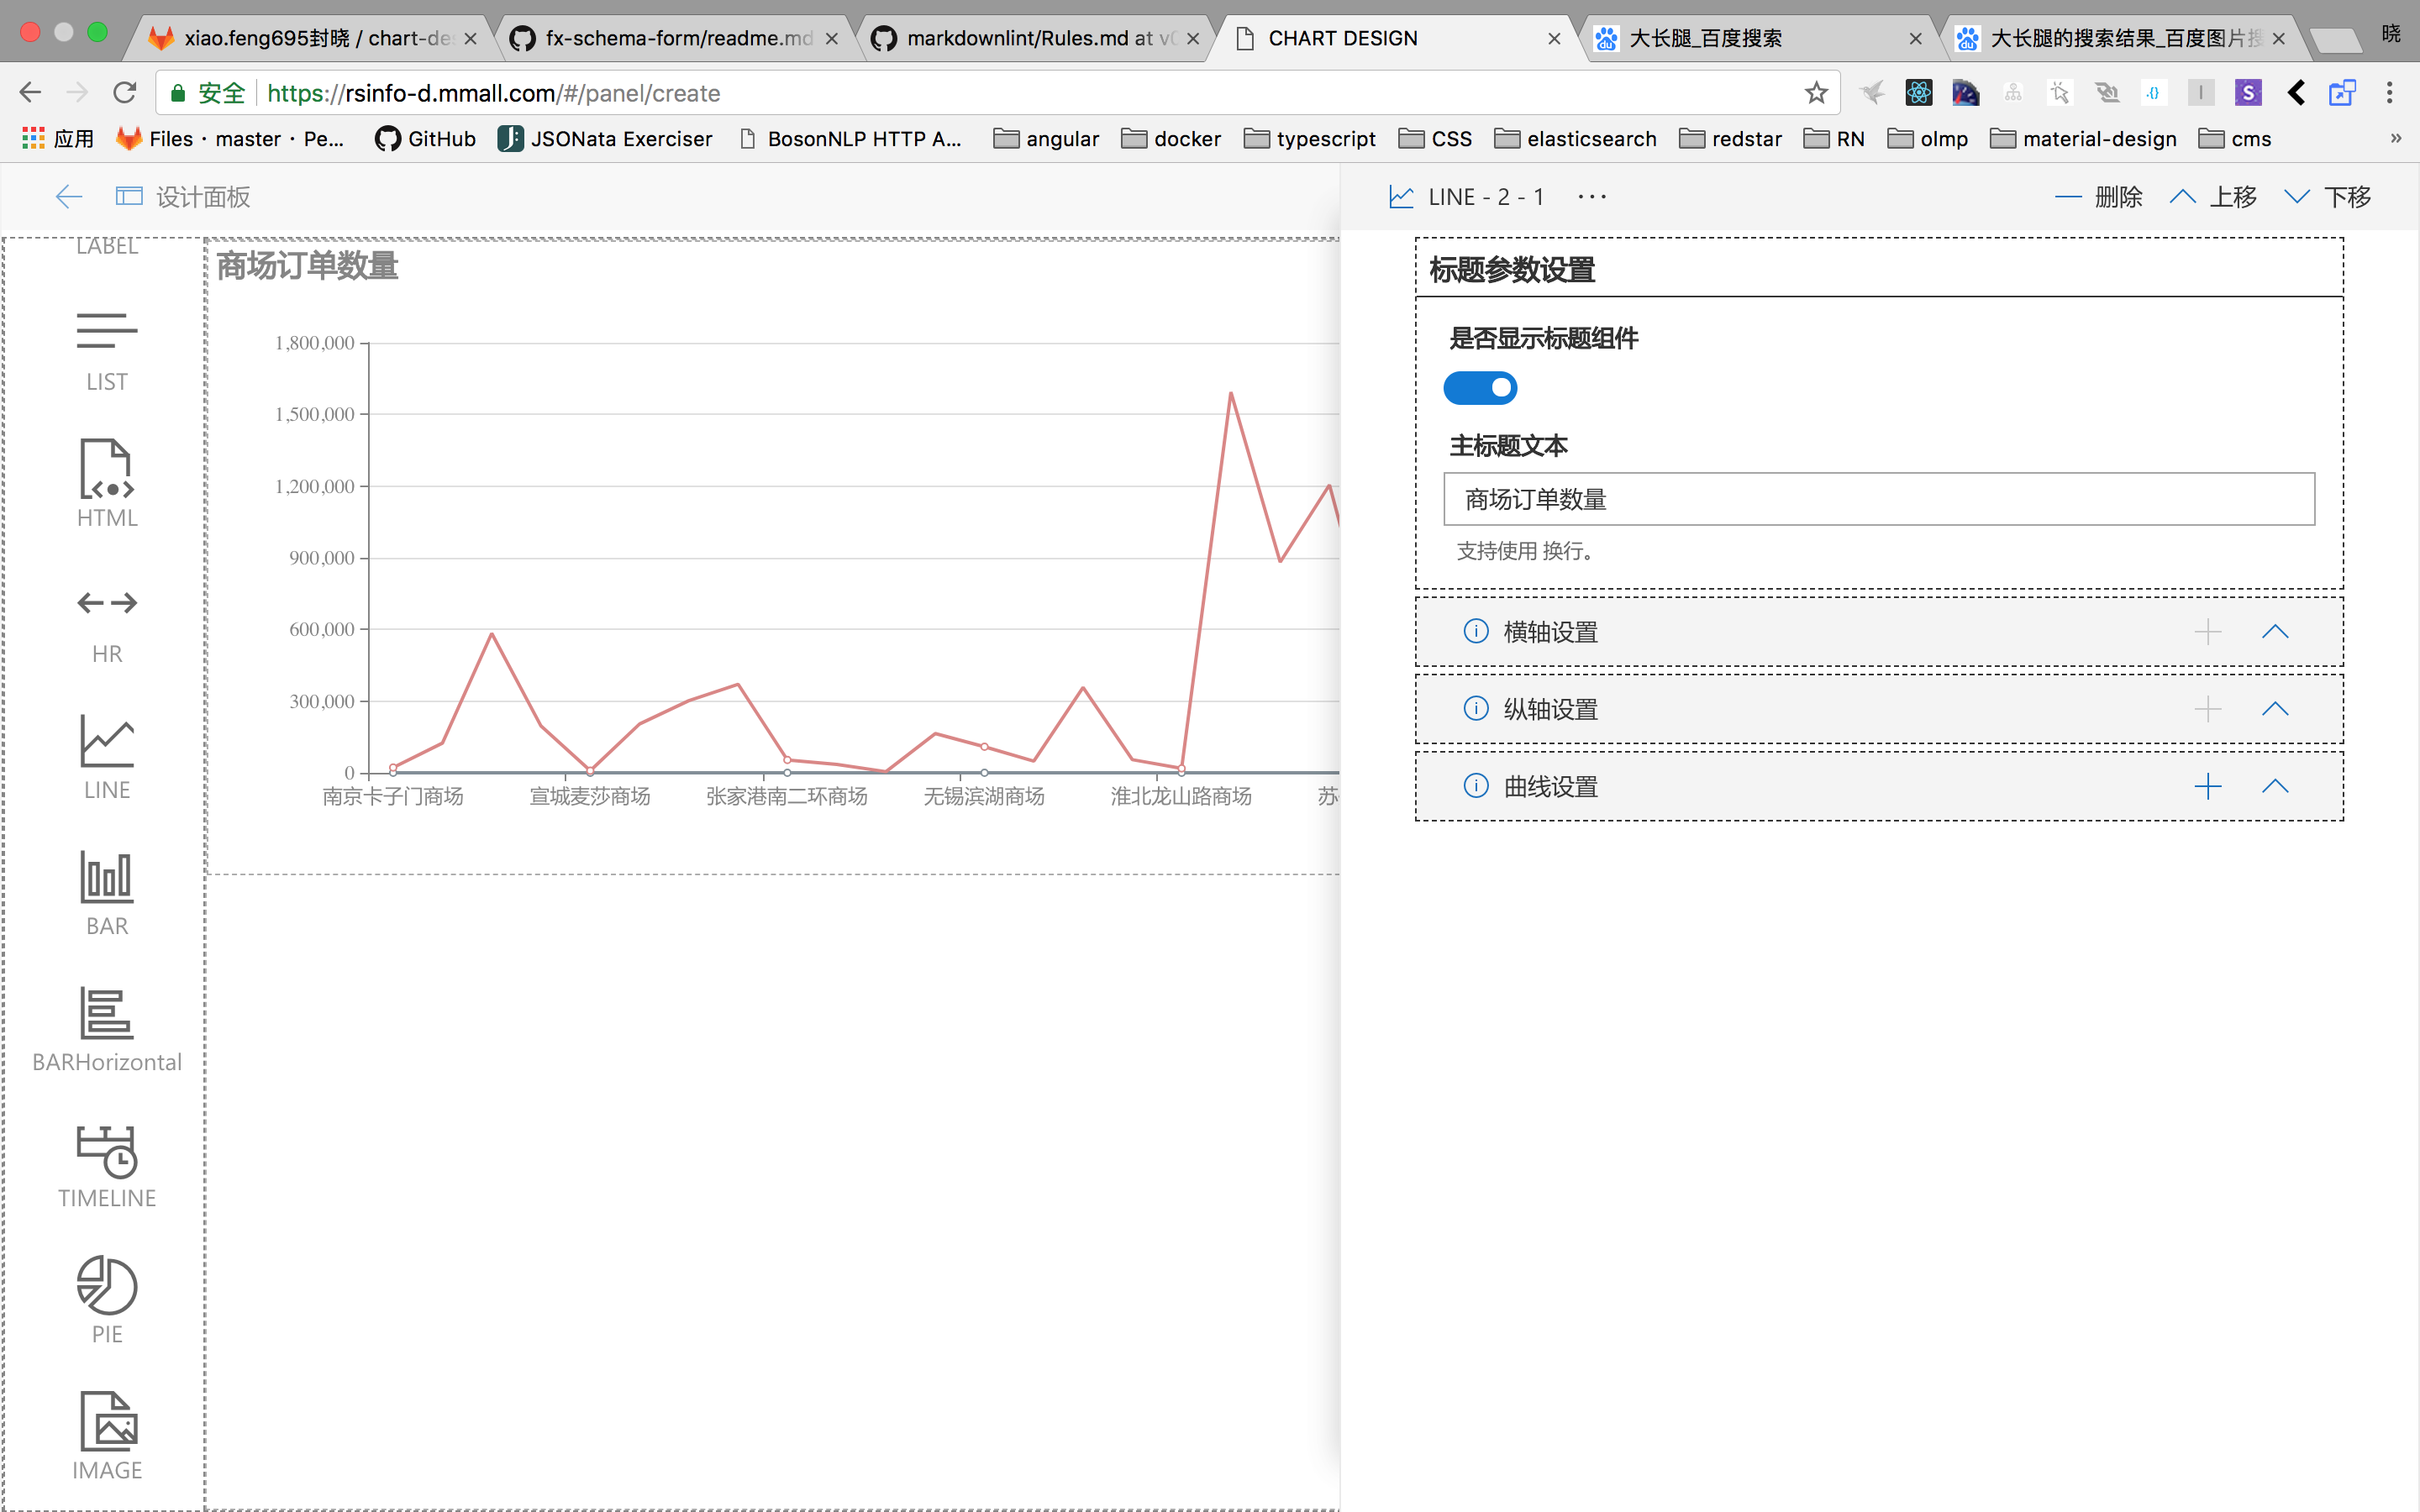 xiao.feng695封晓 / chart-de
fx-schema-form/readme.md
markdownlint/Rules.md at v0
CHART DESIGN
大长腿_百度搜索
大长腿的搜索结果_百度图片搜
晓
安全
https://rsinfo-d.mmall.com/#/panel/create
应用
Files · master · Pe...
GitHub
JSONata Exerciser
BosonNLP HTTP A...
angular
docker
typescript
CSS
elasticsearch
redstar
RN
olmp
material-design
cms
»
设计面板
LABEL
LIST
HTML
HR
LINE
BAR
BARHorizontal
TIMELINE
PIE
IMAGE
商场订单数量
1,800,000
1,500,000
1,200,000
900,000
600,000
300,000
0
南京卡子门商场 宣城麦莎商场 张家港南二环商场 无锡滨湖商场 淮北龙山路商场 苏
LINE - 2 - 1 ···
删除 上移 下移
标题参数设置
是否显示标题组件
主标题文本
商场订单数量
支持使用 换行。
横轴设置
纵轴设置
曲线设置